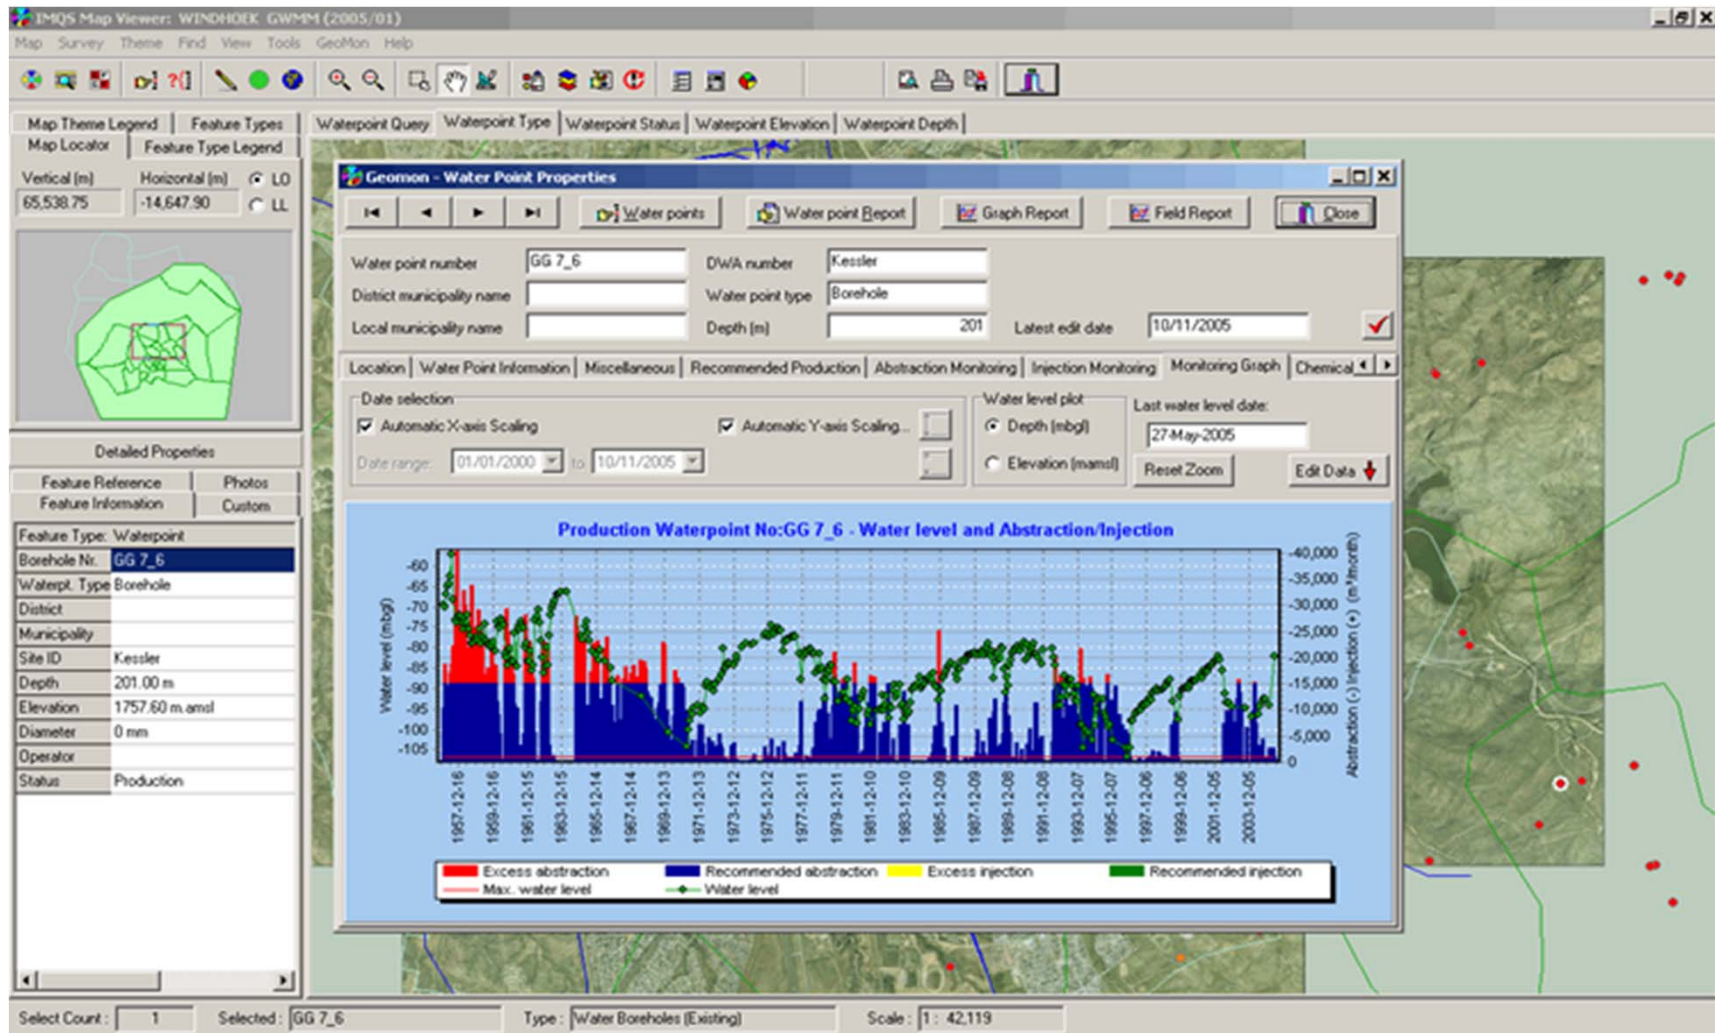 IMQS Map Viewer: WINDHOEK GWMM (2005/01)
Map Survey Theme Find View Tools GeoMon Help
Map Theme Legend Feature Types
Map Locator Feature Type Legend
Waterpoint Query Waterpoint Type Waterpoint Status Waterpoint Elevation Waterpoint Depth
Vertical (m) Horizontal (m) LO
65,538.75 -14,647.90 LL
Detailed Properties
Feature Reference Photos
Feature Information Custom
Feature Type: Waterpoint
Borehole Nr. GG 7_6
Waterpt. Type Borehole
District
Municipality
Site ID Kessler
Depth 201.00 m
Elevation 1757.60 m.amsl
Diameter 0 mm
Operator
Status Production
Geomon - Water Point Properties
Water points Water point Report Graph Report Field Report Close
Water point number GG 7_6 DWA number Kessler
District municipality name Water point type Borehole
Local municipality name Depth (m) 201 Latest edit date 10/11/2005
Location Water Point Information Miscellaneous Recommended Production Abstraction Monitoring Injection Monitoring Monitoring Graph Chemical
Date selection Water level plot Last water level date:
Automatic X-axis Scaling Automatic Y-axis Scaling... Depth (mbgl) 27-May-2005
Date range: 01/01/2000 to 10/11/2005 Elevation (mamsl) Reset Zoom Edit Data
Production Waterpoint No:GG 7_6 - Water level and Abstraction/Injection
Water level (mbgl)
-60
-65
-70
-75
-80
-85
-90
-95
-100
-105
-40,000
-35,000
-30,000
-25,000
-20,000
-15,000
-10,000
-5,000
0
Abstraction (-) Injection (+) (m³/month)
1957-12-16 1959-12-16 1961-12-15 1963-12-15 1965-12-14 1967-12-14 1969-12-13 1971-12-13 1973-12-12 1975-12-12 1977-12-11 1979-12-11 1981-12-10 1983-12-10 1985-12-09 1987-12-09 1989-12-08 1991-12-08 1993-12-07 1995-12-07 1997-12-06 1999-12-06 2001-12-05 2003-12-05
Excess abstraction Recommended abstraction Excess injection Recommended injection
Max. water level Water level
Select Count : 1 Selected : GG 7_6 Type : Water Boreholes (Existing) Scale : 1 : 42,119